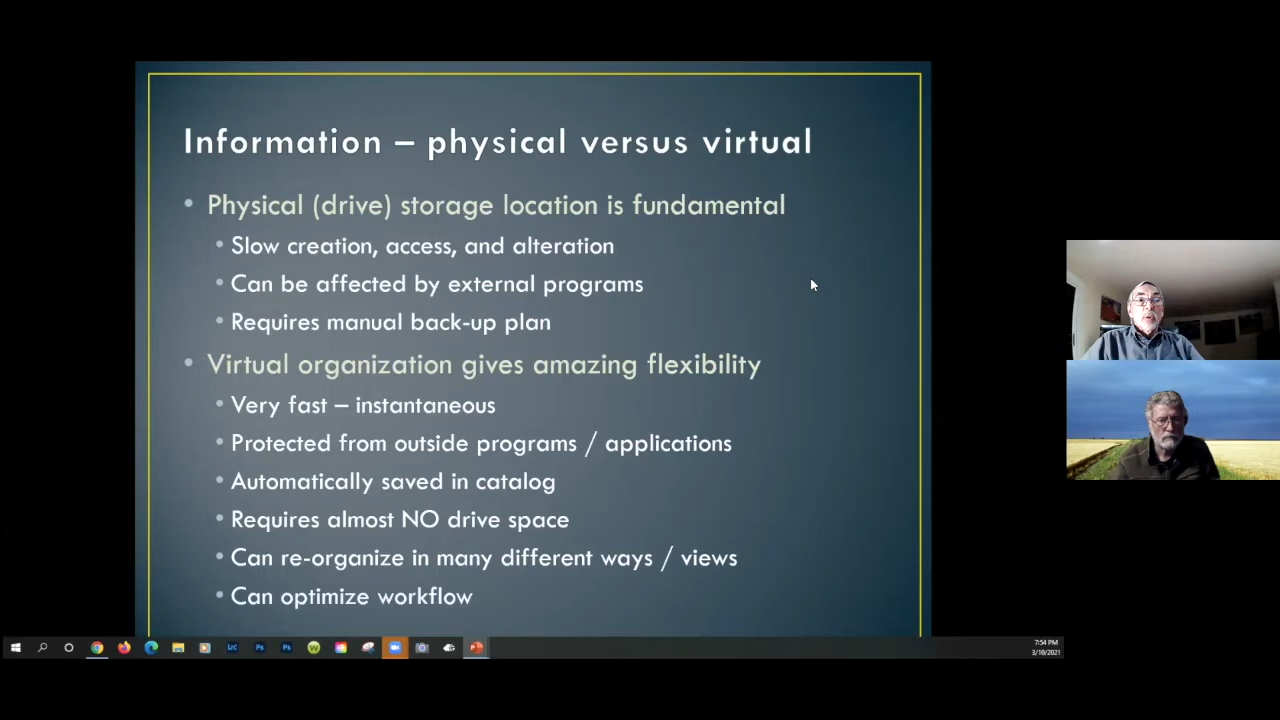 Information – physical versus virtual
• Physical (drive) storage location is fundamental
• Slow creation, access, and alteration
• Can be affected by external programs
• Requires manual back-up plan
• Virtual organization gives amazing flexibility
• Very fast – instantaneous
• Protected from outside programs / applications
• Automatically saved in catalog
• Requires almost NO drive space
• Can re-organize in many different ways / views
• Can optimize workflow
LrC Ps Ps W
7:54 PM
3/10/2021